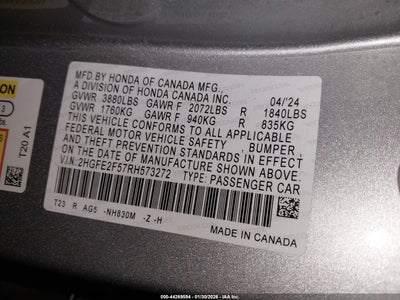 MFD.BY HONDA OF CANADA MFG.,
A DIVISION OF HONDA CANADA INC. 04/'24
GVWR 3880LBS GAWR F 2072LBS R 1840LBS
GVWR 1760KG GAWR F 940KG R 835KG
THIS VEHICLE CONFORMS TO ALL APPLICABLE
FEDERAL MOTOR VEHICLE SAFETY, BUMPER,
& THEFT PREVENTION STANDARDS IN EFFECT
ON THE DATE OF MANUFACTURE SHOWN ABOVE.
V.I.N: 2HGFE2F57RH573272 TYPE: PASSENGER CAR
T23 R AG5 -NH830M -Z -H
MADE IN CANADA
3
T20 A1
000-44269594 - 01/30/2026 - IAA Inc.